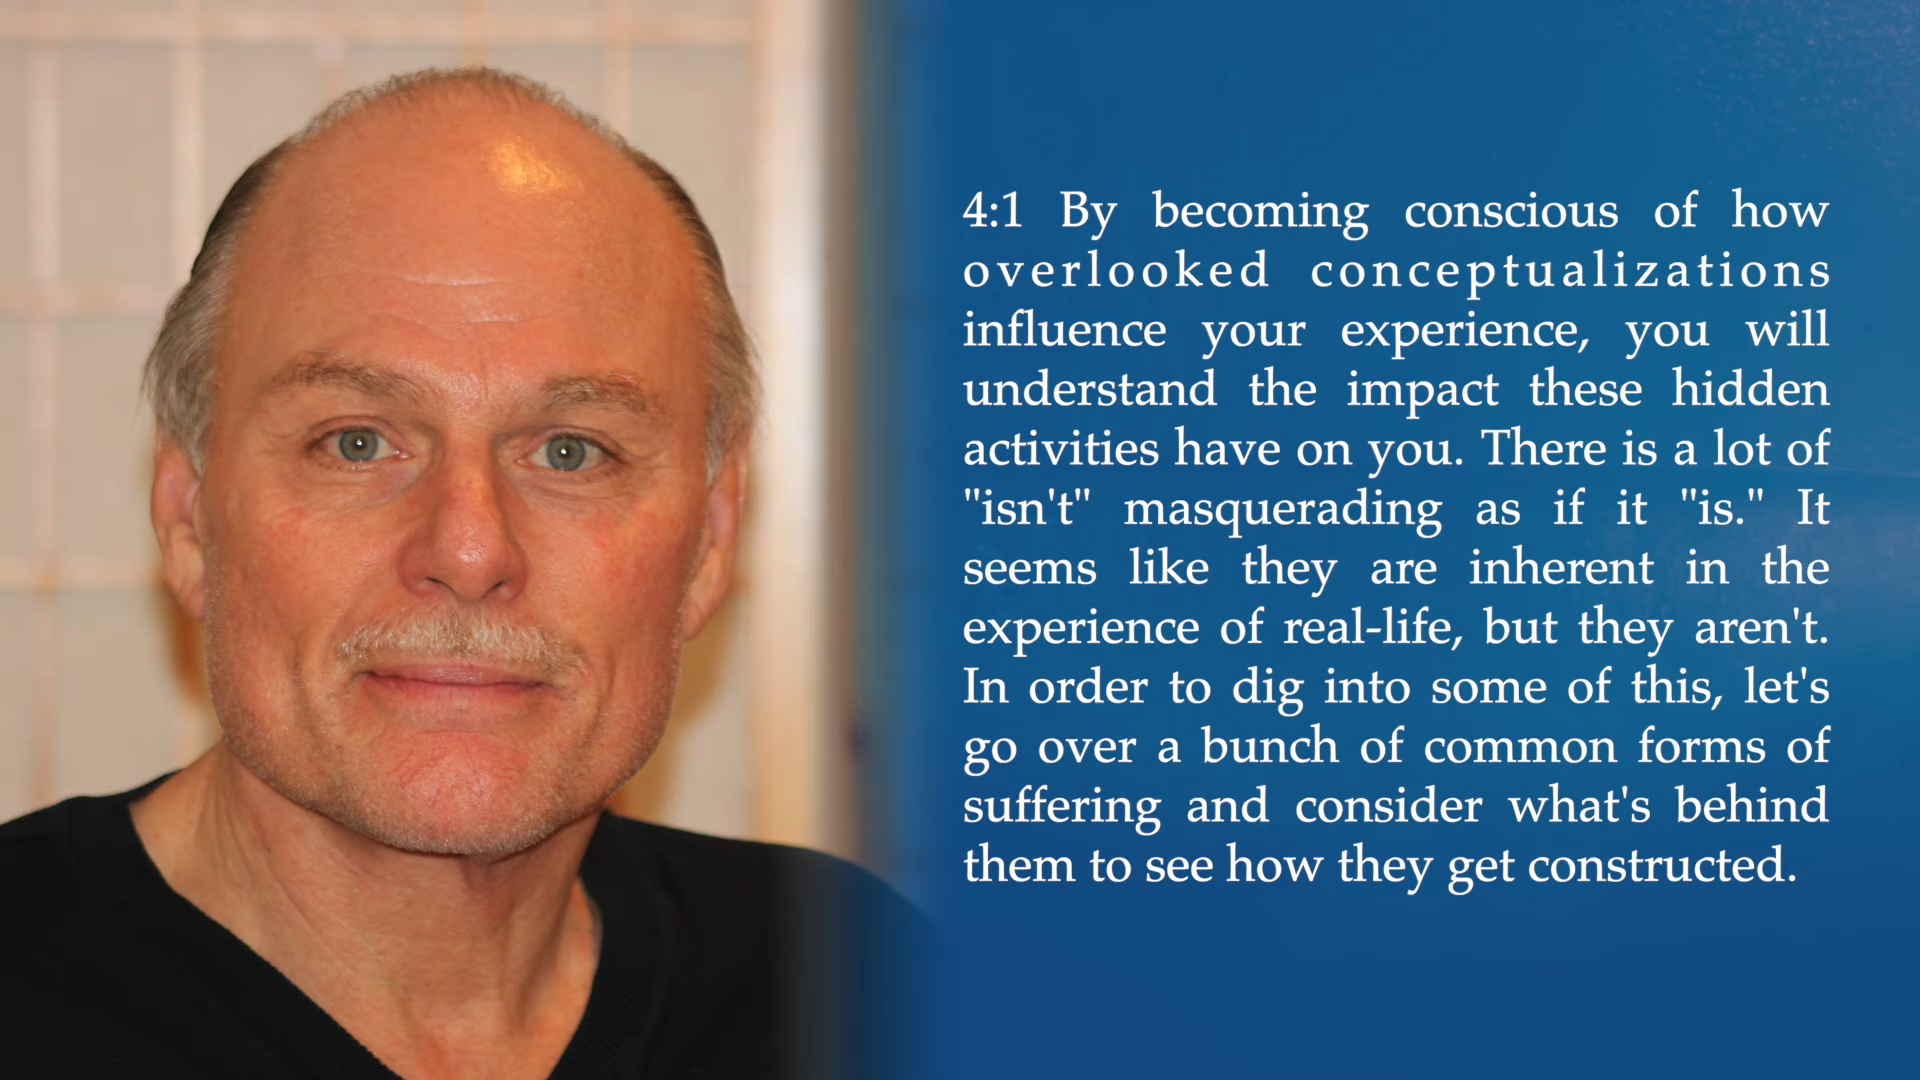 4:1 By becoming conscious of how
overlooked conceptualizations
influence your experience, you will
understand the impact these hidden
activities have on you. There is a lot of
"isn't" masquerading as if it "is." It
seems like they are inherent in the
experience of real-life, but they aren't.
In order to dig into some of this, let's
go over a bunch of common forms of
suffering and consider what's behind
them to see how they get constructed.